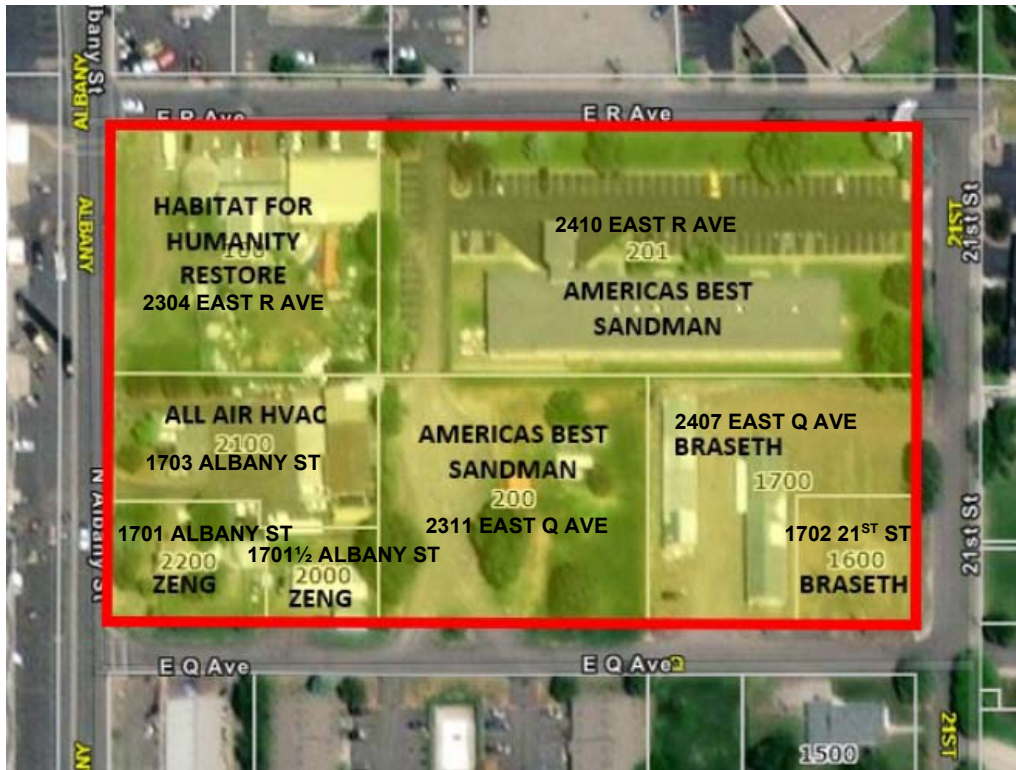 bany St
ALBANY
E R Ave
E R Ave
HABITAT FOR
HUMANITY
100
RESTORE
2304 EAST R AVE
2410 EAST R AVE
201
AMERICAS BEST
SANDMAN
ALBANY
21ST
21st St
ALL AIR HVAC
2100
1703 ALBANY ST
AMERICAS BEST
SANDMAN
200
2311 EAST Q AVE
2407 EAST Q AVE
BRASETH
1700
N Albany St
1701 ALBANY ST
2200
ZENG
1701½ ALBANY ST
2000
ZENG
1702 21ST ST
1600
BRASETH
21st St
E Q Ave
E Q Ave
Q
AN
21ST
1500